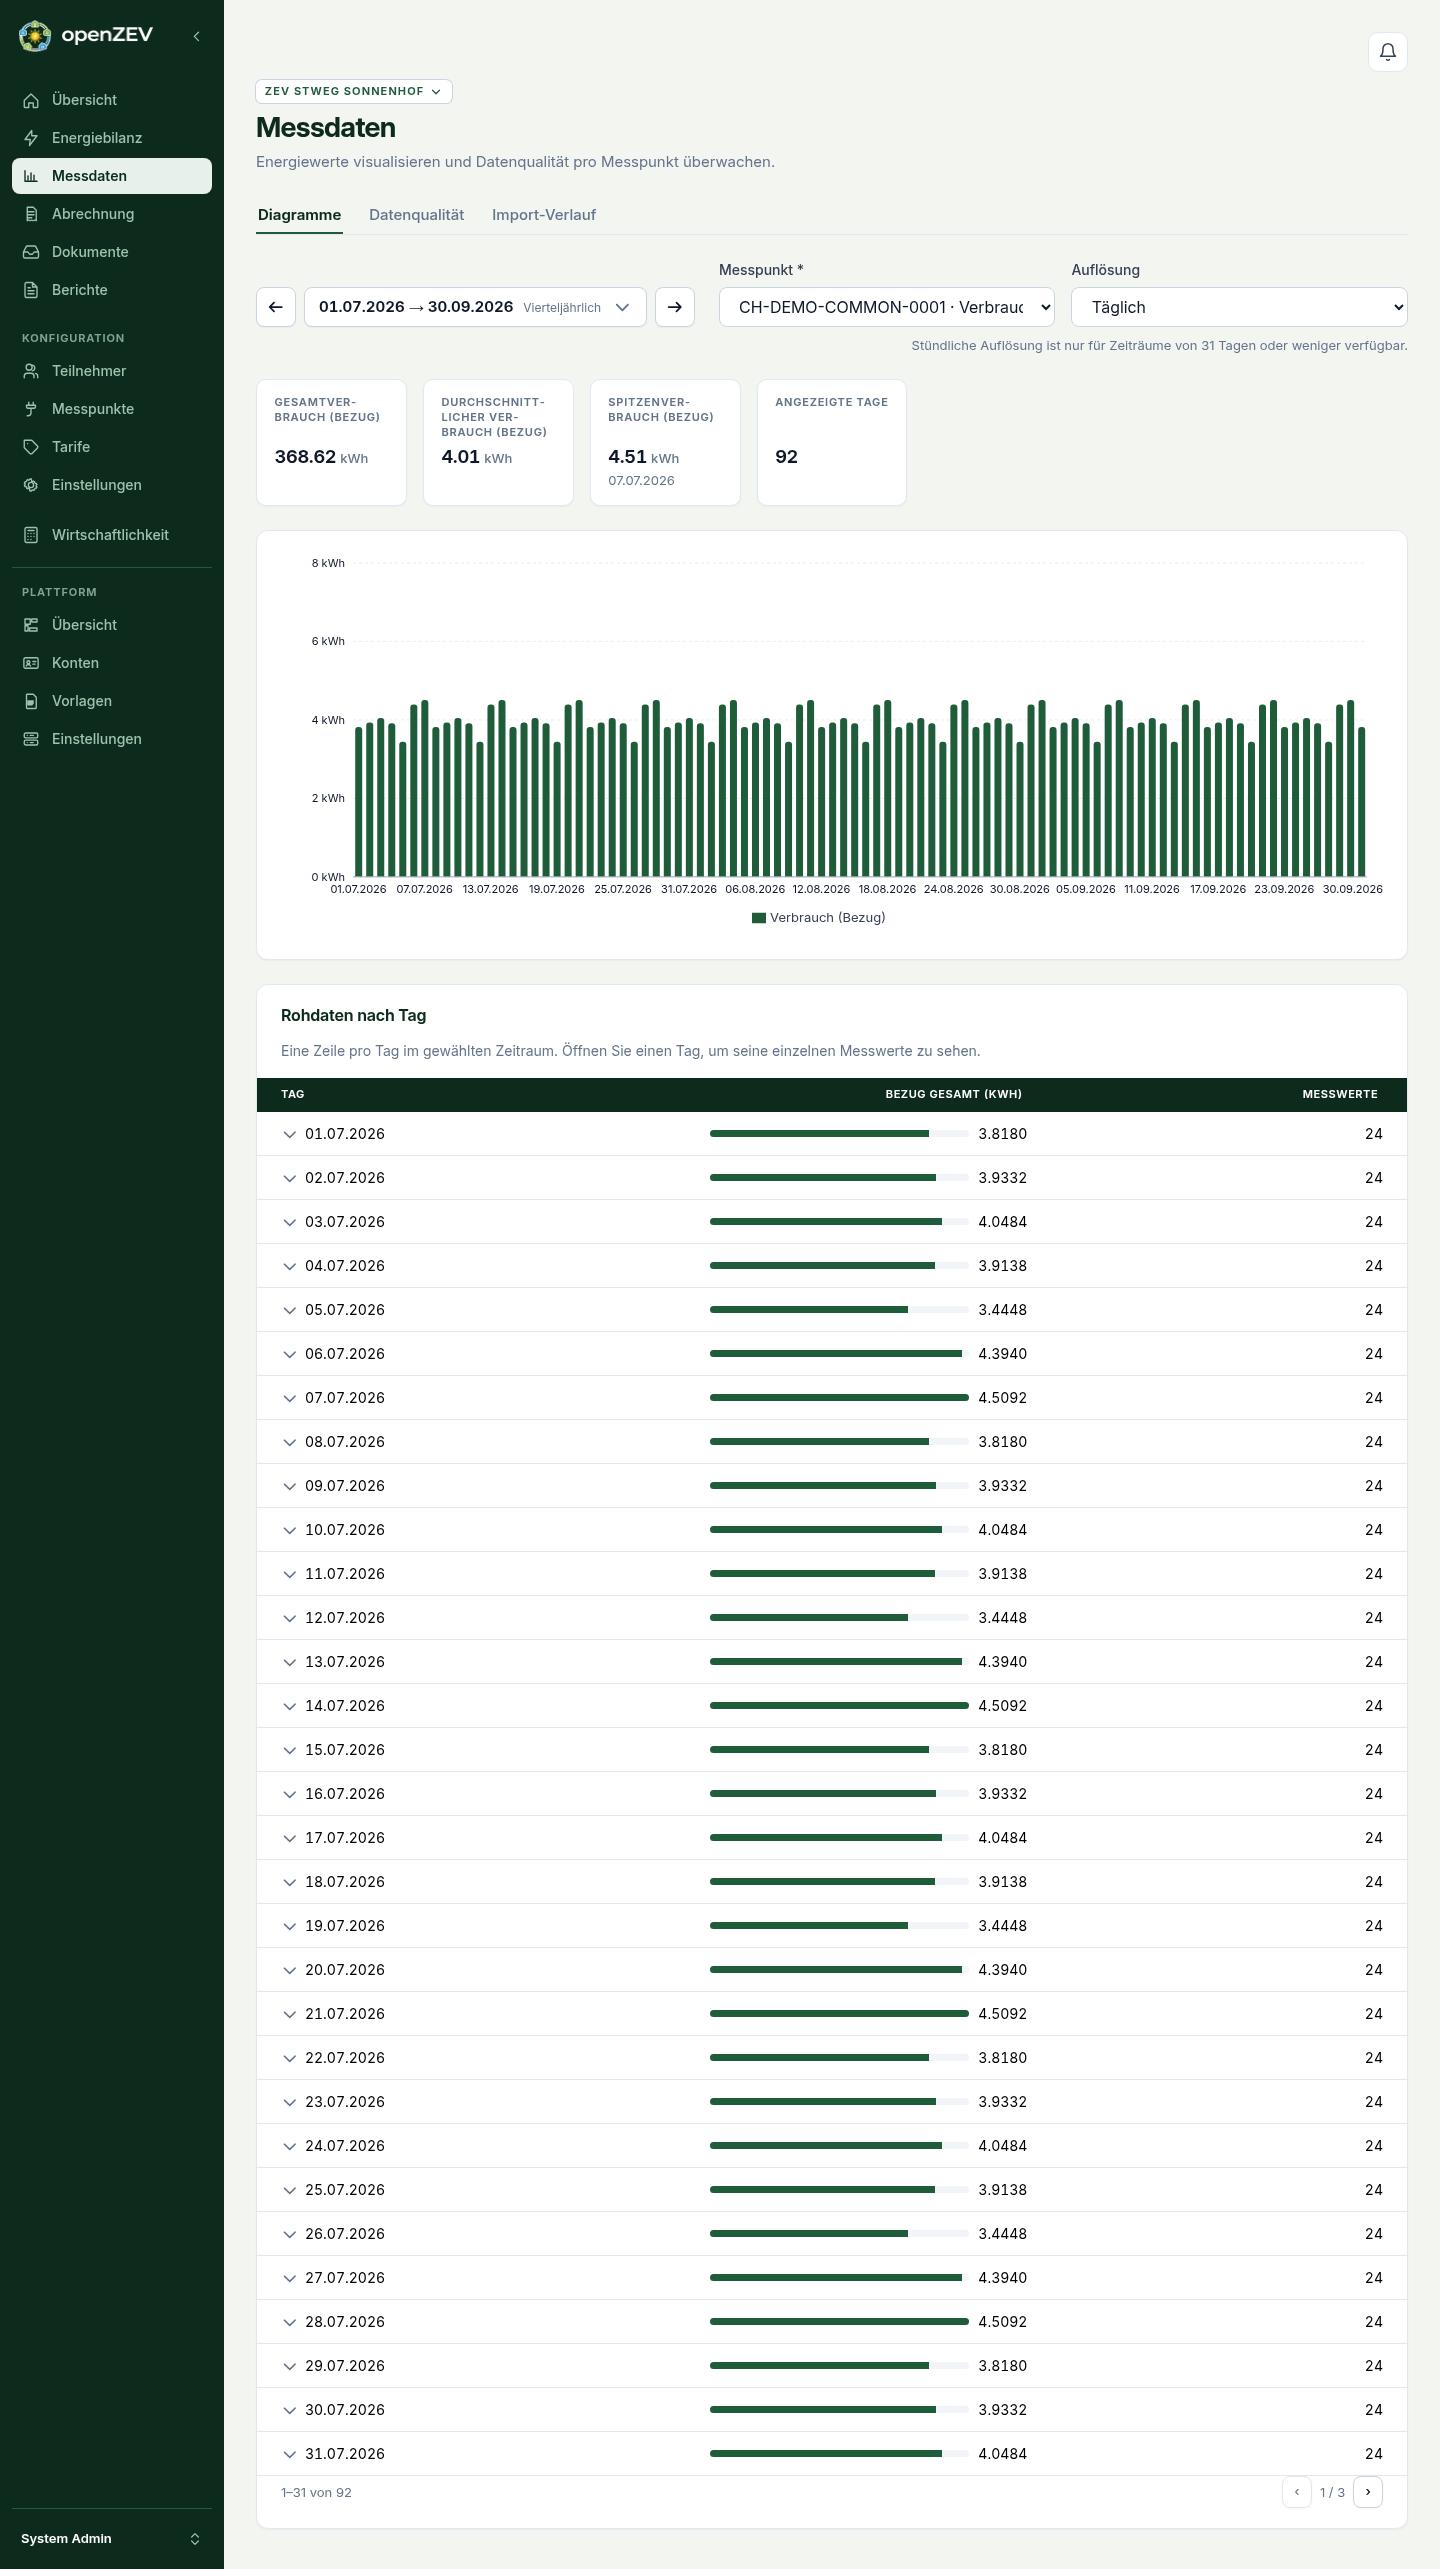 openZEV
Übersicht
Energiebilanz
Messdaten
Abrechnung
Dokumente
Berichte
KONFIGURATION
Teilnehmer
Messpunkte
Tarife
Einstellungen
Wirtschaftlichkeit
PLATTFORM
Übersicht
Konten
Vorlagen
Einstellungen
System Admin
ZEV STWEG SONNENHOF
Messdaten
Energiewerte visualisieren und Datenqualität pro Messpunkt überwachen.
Diagramme Datenqualität Import-Verlauf
Messpunkt * Auflösung
01.07.2026 → 30.09.2026 Vierteljährlich CH-DEMO-COMMON-0001 · Verbrauc Täglich
Stündliche Auflösung ist nur für Zeiträume von 31 Tagen oder weniger verfügbar.
GESAMTVER-
BRAUCH (BEZUG)
368.62 kWh
DURCHSCHNITT-
LICHER VER-
BRAUCH (BEZUG)
4.01 kWh
SPITZENVER-
BRAUCH (BEZUG)
4.51 kWh
07.07.2026
ANGEZEIGTE TAGE
92
8 kWh
6 kWh
4 kWh
2 kWh
0 kWh
01.07.2026 07.07.2026 13.07.2026 19.07.2026 25.07.2026 31.07.2026 06.08.2026 12.08.2026 18.08.2026 24.08.2026 30.08.2026 05.09.2026 11.09.2026 17.09.2026 23.09.2026 30.09.2026
Verbrauch (Bezug)
Rohdaten nach Tag
Eine Zeile pro Tag im gewählten Zeitraum. Öffnen Sie einen Tag, um seine einzelnen Messwerte zu sehen.
TAG BEZUG GESAMT (KWH) MESSWERTE
01.07.2026 3.8180 24
02.07.2026 3.9332 24
03.07.2026 4.0484 24
04.07.2026 3.9138 24
05.07.2026 3.4448 24
06.07.2026 4.3940 24
07.07.2026 4.5092 24
08.07.2026 3.8180 24
09.07.2026 3.9332 24
10.07.2026 4.0484 24
11.07.2026 3.9138 24
12.07.2026 3.4448 24
13.07.2026 4.3940 24
14.07.2026 4.5092 24
15.07.2026 3.8180 24
16.07.2026 3.9332 24
17.07.2026 4.0484 24
18.07.2026 3.9138 24
19.07.2026 3.4448 24
20.07.2026 4.3940 24
21.07.2026 4.5092 24
22.07.2026 3.8180 24
23.07.2026 3.9332 24
24.07.2026 4.0484 24
25.07.2026 3.9138 24
26.07.2026 3.4448 24
27.07.2026 4.3940 24
28.07.2026 4.5092 24
29.07.2026 3.8180 24
30.07.2026 3.9332 24
31.07.2026 4.0484 24
1–31 von 92 ‹ 1 / 3 ›